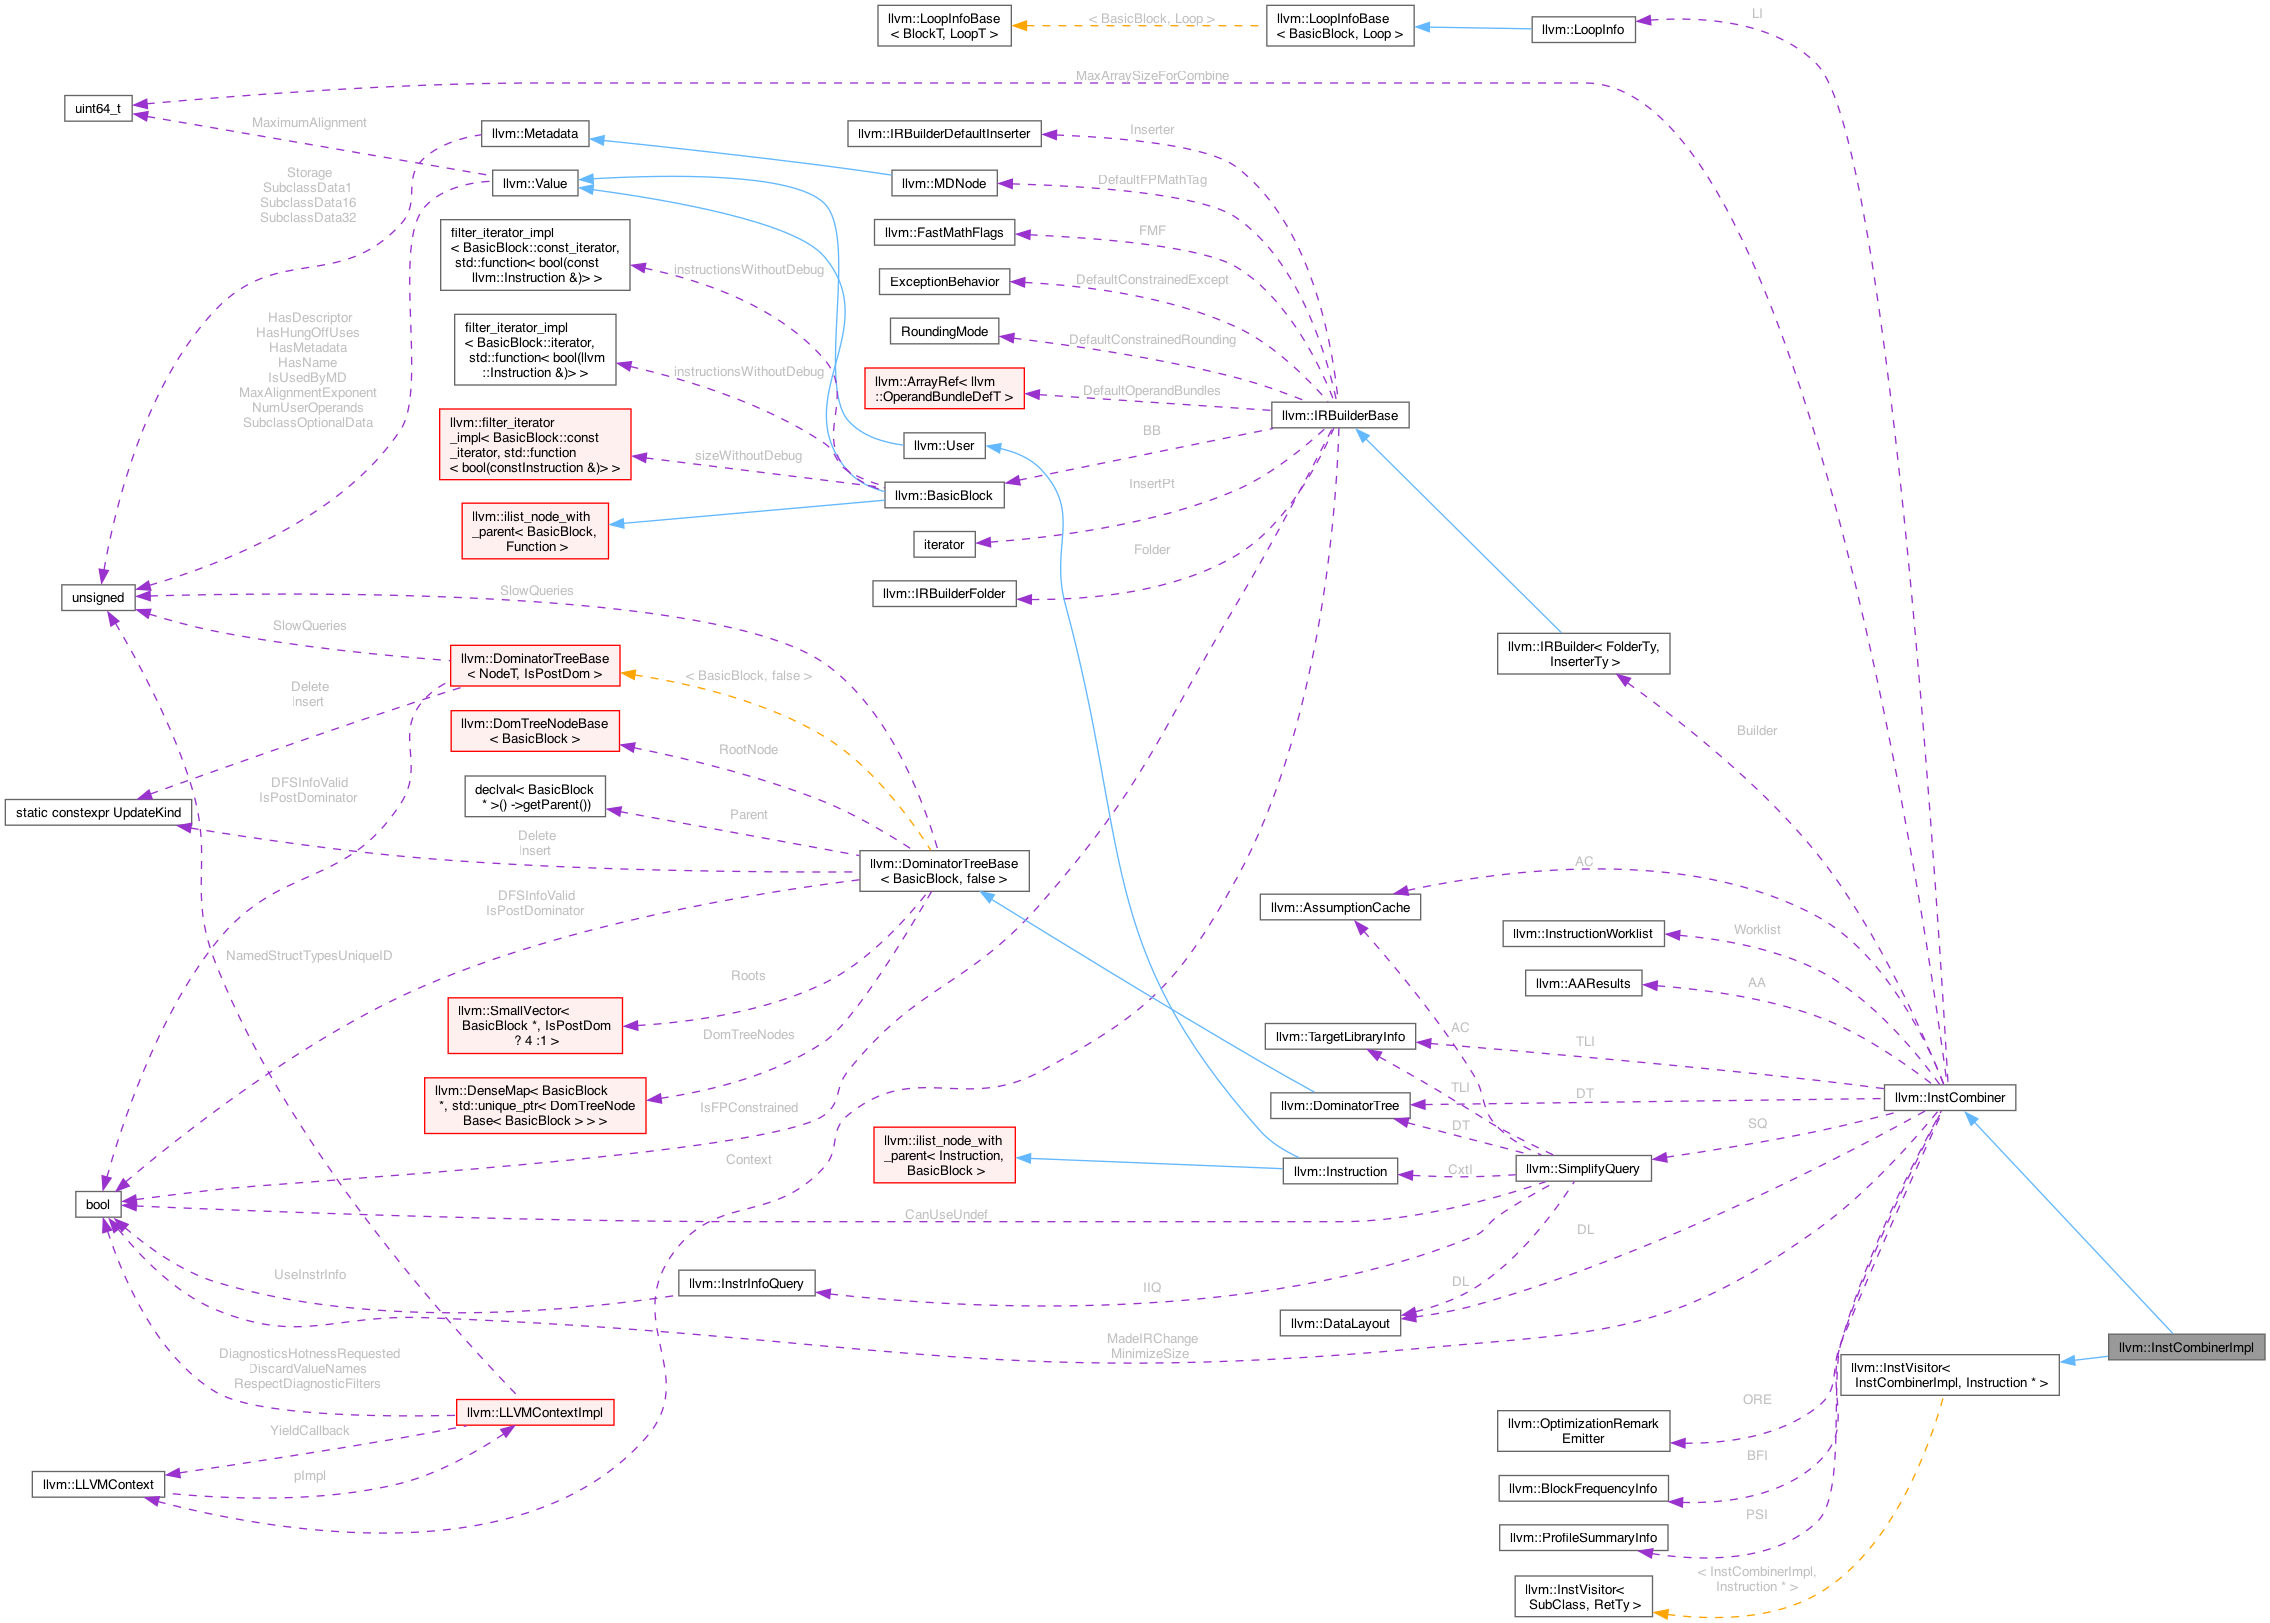 llvm::LoopInfoBase
< BlockT, LoopT >
< BasicBlock, Loop >
llvm::LoopInfoBase
< BasicBlock, Loop >
llvm::LoopInfo
LI
MaxArraySizeForCombine
uint64_t
MaximumAlignment
llvm::Metadata
llvm::IRBuilderDefaultInserter
Inserter
Storage
SubclassData1
SubclassData16
SubclassData32
llvm::Value
llvm::MDNode
DefaultFPMathTag
filter_iterator_impl
< BasicBlock::const_iterator,
std::function< bool(const
llvm::Instruction &)> >
instructionsWithoutDebug
llvm::FastMathFlags
FMF
ExceptionBehavior
DefaultConstrainedExcept
HasDescriptor
HasHungOffUses
HasMetadata
HasName
IsUsedByMD
MaxAlignmentExponent
NumUserOperands
SubclassOptionalData
filter_iterator_impl
< BasicBlock::iterator,
std::function< bool(llvm
::Instruction &)> >
instructionsWithoutDebug
RoundingMode
DefaultConstrainedRounding
llvm::ArrayRef< llvm
::OperandBundleDefT >
DefaultOperandBundles
llvm::IRBuilderBase
llvm::filter_iterator
_impl< BasicBlock::const
_iterator, std::function
< bool(constInstruction &)> >
sizeWithoutDebug
llvm::User
BB
llvm::BasicBlock
InsertPt
llvm::ilist_node_with
_parent< BasicBlock,
Function >
iterator
Folder
unsigned
SlowQueries
llvm::IRBuilderFolder
SlowQueries
llvm::DominatorTreeBase
< NodeT, IsPostDom >
< BasicBlock, false >
llvm::IRBuilder< FolderTy,
InserterTy >
Delete
Insert
llvm::DomTreeNodeBase
< BasicBlock >
RootNode
Builder
DFSInfoValid
IsPostDominator
declval< BasicBlock
* >() ->getParent())
Parent
static constexpr UpdateKind
Delete
Insert
llvm::DominatorTreeBase
< BasicBlock, false >
AC
DFSInfoValid
IsPostDominator
llvm::AssumptionCache
llvm::InstructionWorklist
Worklist
NamedStructTypesUniqueID
Roots
llvm::AAResults
AA
llvm::SmallVector<
BasicBlock *, IsPostDom
? 4 :1 >
DomTreeNodes
llvm::TargetLibraryInfo
AC
TLI
llvm::DenseMap< BasicBlock
*, std::unique_ptr< DomTreeNode
Base< BasicBlock > > >
IsFPConstrained
llvm::DominatorTree
TLI
DT
llvm::InstCombiner
DT
SQ
llvm::ilist_node_with
_parent< Instruction,
BasicBlock >
Context
llvm::Instruction
CxtI
llvm::SimplifyQuery
bool
CanUseUndef
DL
UseInstrInfo
llvm::InstrInfoQuery
IIQ
DL
llvm::DataLayout
MadeIRChange
MinimizeSize
llvm::InstCombinerImpl
DiagnosticsHotnessRequested
DiscardValueNames
RespectDiagnosticFilters
llvm::InstVisitor<
InstCombinerImpl, Instruction * >
llvm::LLVMContextImpl
ORE
llvm::OptimizationRemark
Emitter
YieldCallback
BFI
pImpl
llvm::LLVMContext
llvm::BlockFrequencyInfo
PSI
llvm::ProfileSummaryInfo
< InstCombinerImpl,
Instruction * >
llvm::InstVisitor<
SubClass, RetTy >